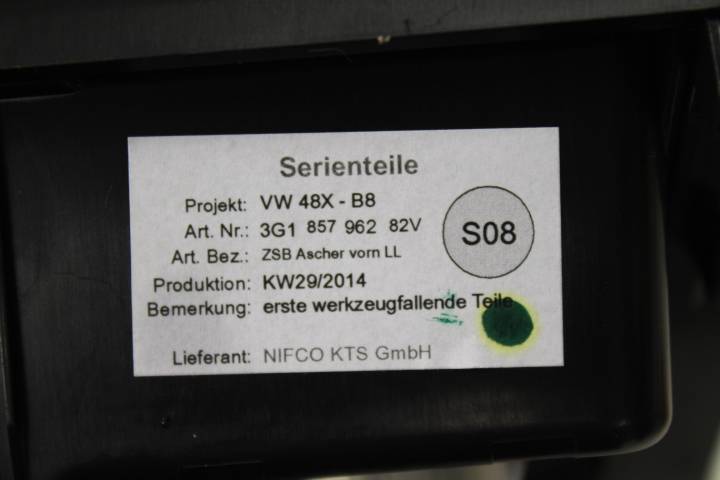 Serienteile
Projekt: VW 48X - B8
Art. Nr.: 3G1 857 962 82V
S08
Art. Bez.: ZSB Ascher vorn LL
Produktion: KW29/2014
Bemerkung: erste werkzeugfallende Teile
Lieferant: NIFCO KTS GmbH